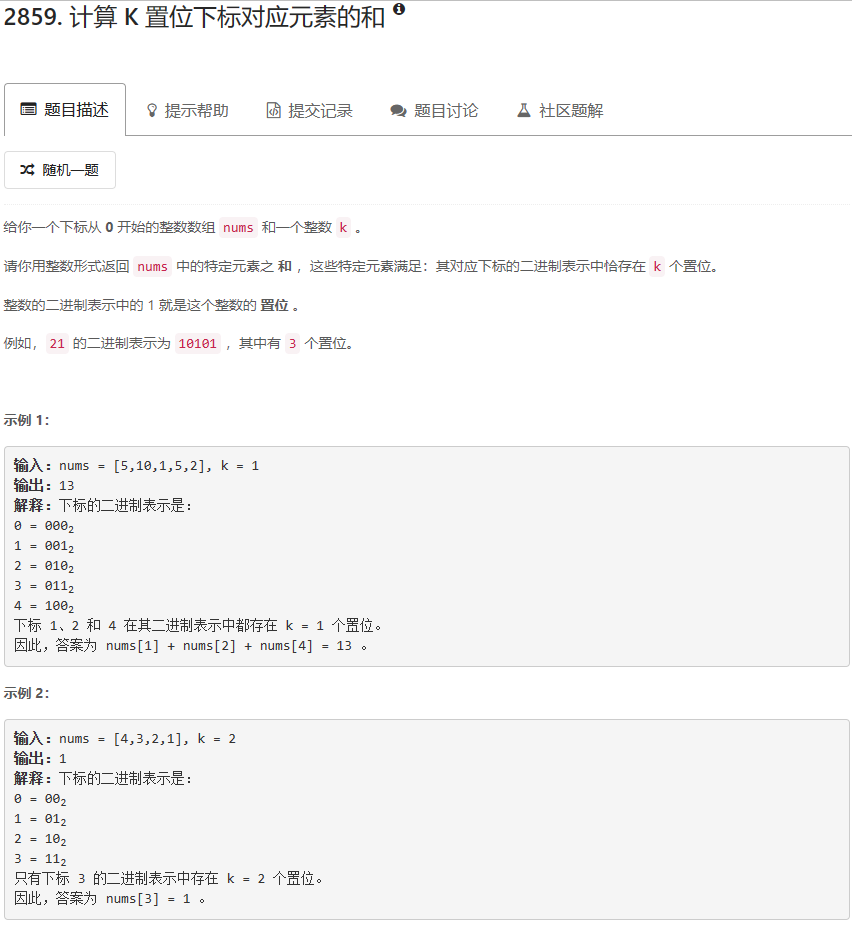 2859. 计算 K 置位下标对应元素的和
题目描述 提示帮助 提交记录 题目讨论 社区题解
随机一题
给你一个下标从 0 开始的整数数组 nums 和一个整数 k 。
请你用整数形式返回 nums 中的特定元素之 和 ，这些特定元素满足：其对应下标的二进制表示中恰存在 k 个置位。
整数的二进制表示中的 1 就是这个整数的 置位 。
例如， 21 的二进制表示为 10101 ，其中有 3 个置位。
示例 1：
输入：nums = [5,10,1,5,2], k = 1
输出：13
解释：下标的二进制表示是：
0 = 000₂
1 = 001₂
2 = 010₂
3 = 011₂
4 = 100₂
下标 1、2 和 4 在其二进制表示中都存在 k = 1 个置位。
因此，答案为 nums[1] + nums[2] + nums[4] = 13 。
示例 2：
输入：nums = [4,3,2,1], k = 2
输出：1
解释：下标的二进制表示是：
0 = 00₂
1 = 01₂
2 = 10₂
3 = 11₂
只有下标 3 的二进制表示中存在 k = 2 个置位。
因此，答案为 nums[3] = 1 。